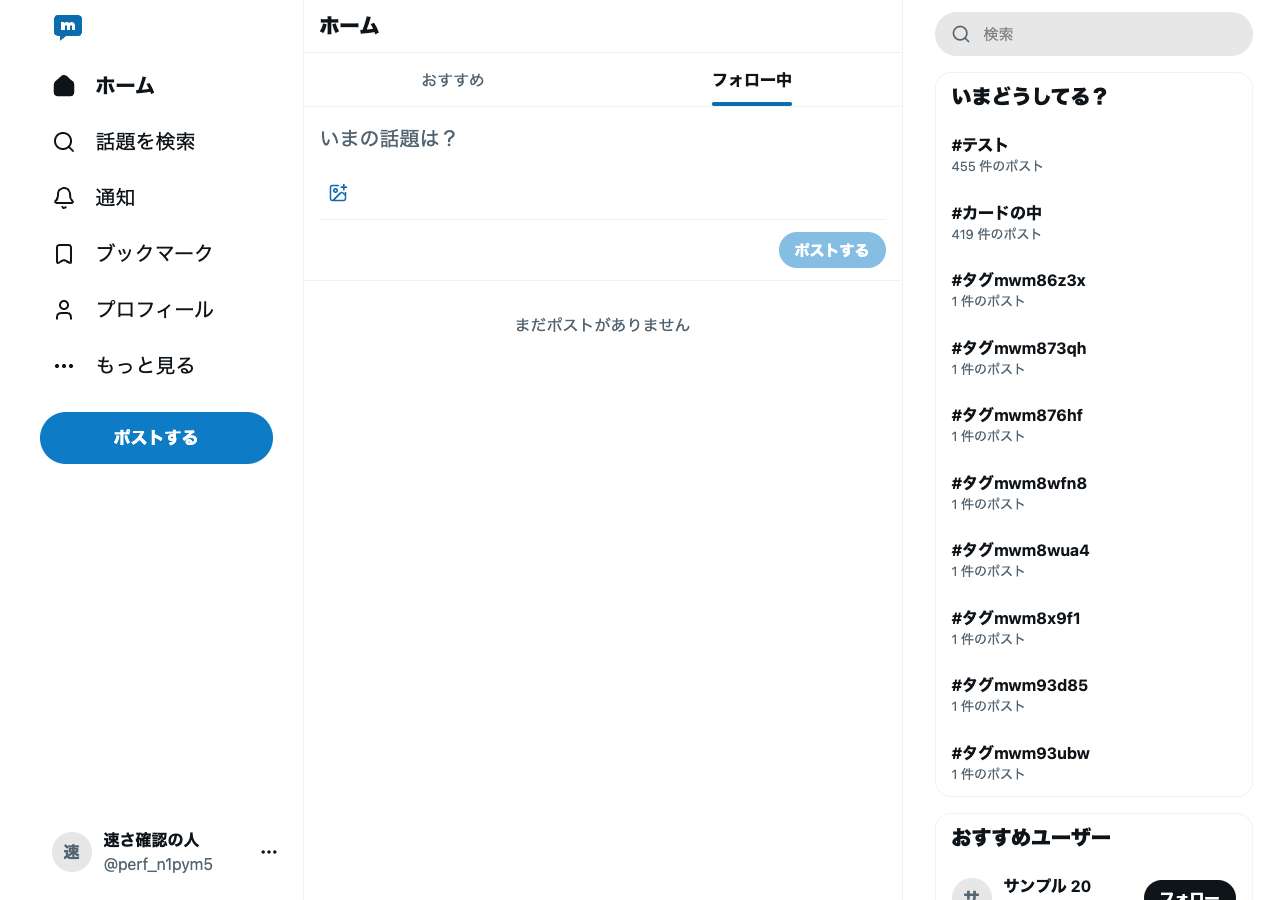 m
ホーム
話題を検索
通知
ブックマーク
プロフィール
もっと見る
ポストする
速
速さ確認の人
@perf_n1pym5
ホーム
おすすめ
フォロー中
いまの話題は？
ポストする
まだポストがありません
検索
いまどうしてる？
#テスト
455 件のポスト
#カードの中
419 件のポスト
#タグmwm86z3x
1 件のポスト
#タグmwm873qh
1 件のポスト
#タグmwm876hf
1 件のポスト
#タグmwm8wfn8
1 件のポスト
#タグmwm8wua4
1 件のポスト
#タグmwm8x9f1
1 件のポスト
#タグmwm93d85
1 件のポスト
#タグmwm93ubw
1 件のポスト
おすすめユーザー
サ
サンプル 20
フォロー